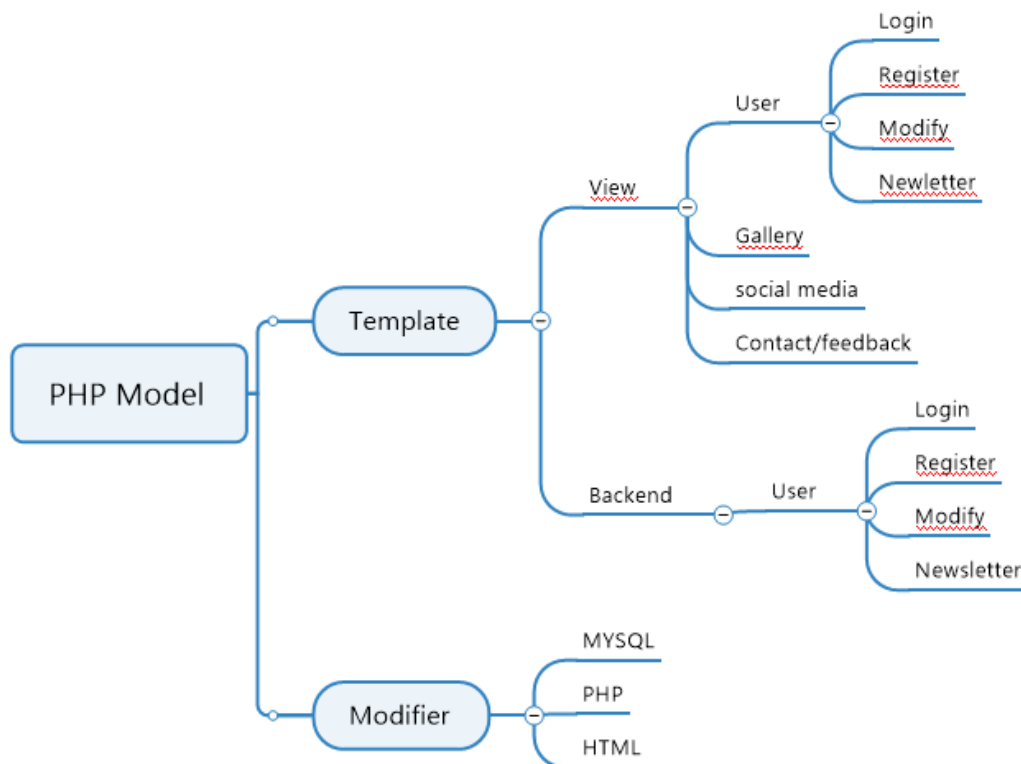 PHP Model
Template
View
User
Login
Register
Modify
Newletter
Gallery
social media
Contact/feedback
Backend
User
Login
Register
Modify
Newsletter
Modifier
MYSQL
PHP
HTML